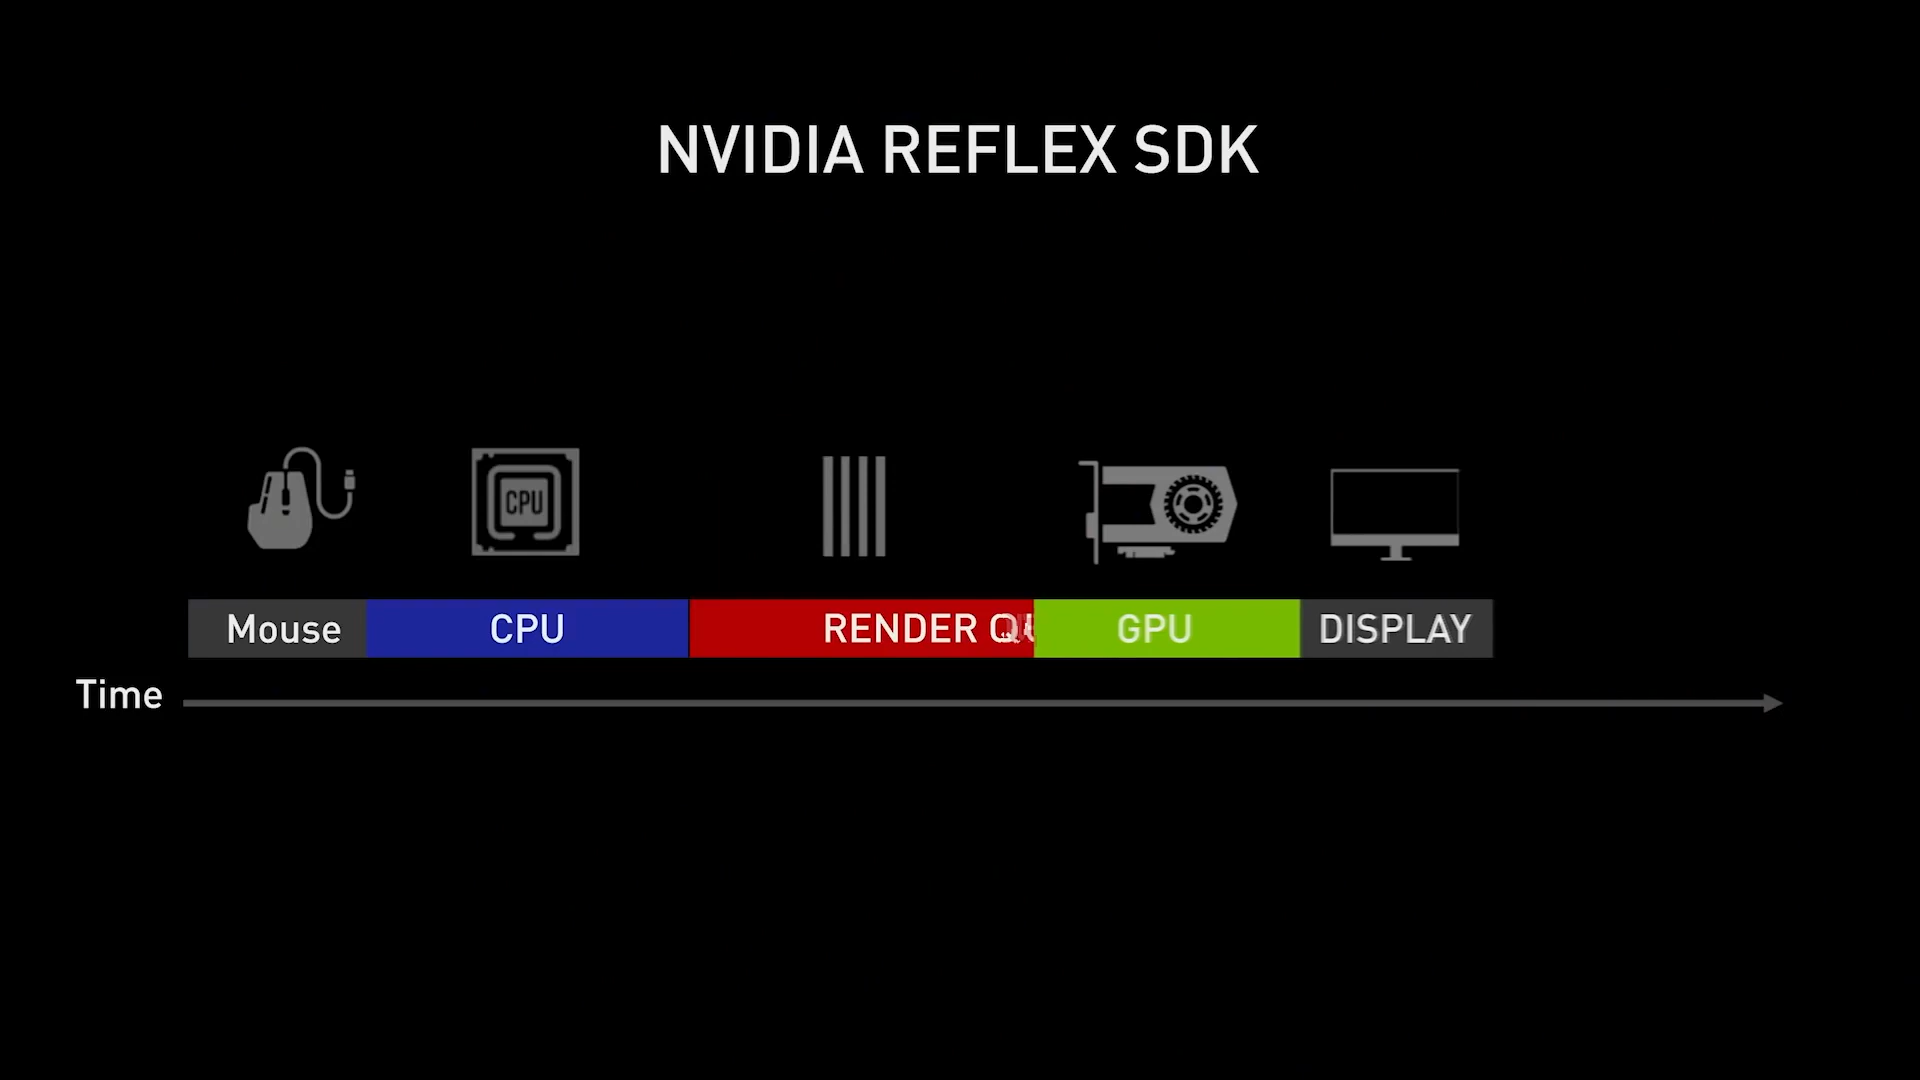 NVIDIA REFLEX SDK
CPU
Mouse CPU RENDER GPU DISPLAY
Time